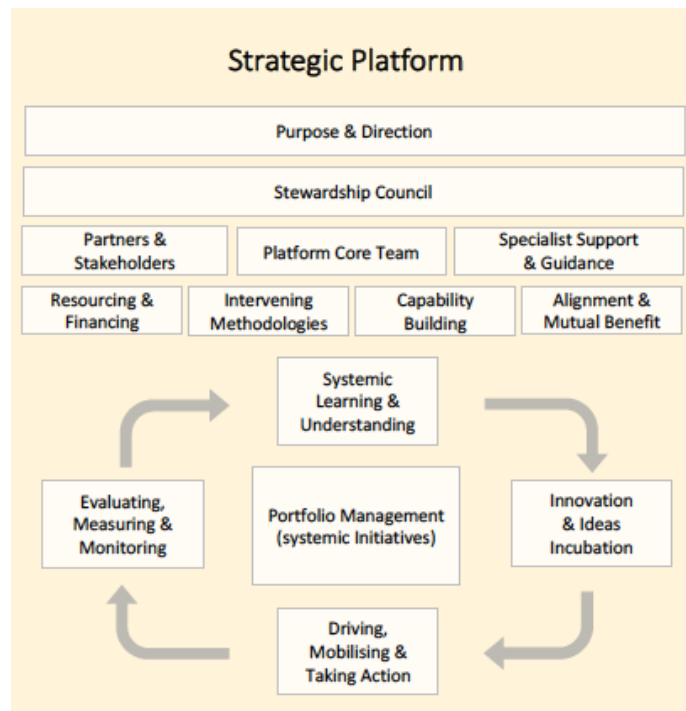 Strategic Platform
Purpose & Direction
Stewardship Council
Partners &
Stakeholders
Platform Core Team
Specialist Support
& Guidance
Resourcing &
Financing
Intervening
Methodologies
Capability
Building
Alignment &
Mutual Benefit
Systemic
Learning &
Understanding
Evaluating,
Measuring &
Monitoring
Portfolio Management
(systemic Initiatives)
Innovation
& Ideas
Incubation
Driving,
Mobilising &
Taking Action